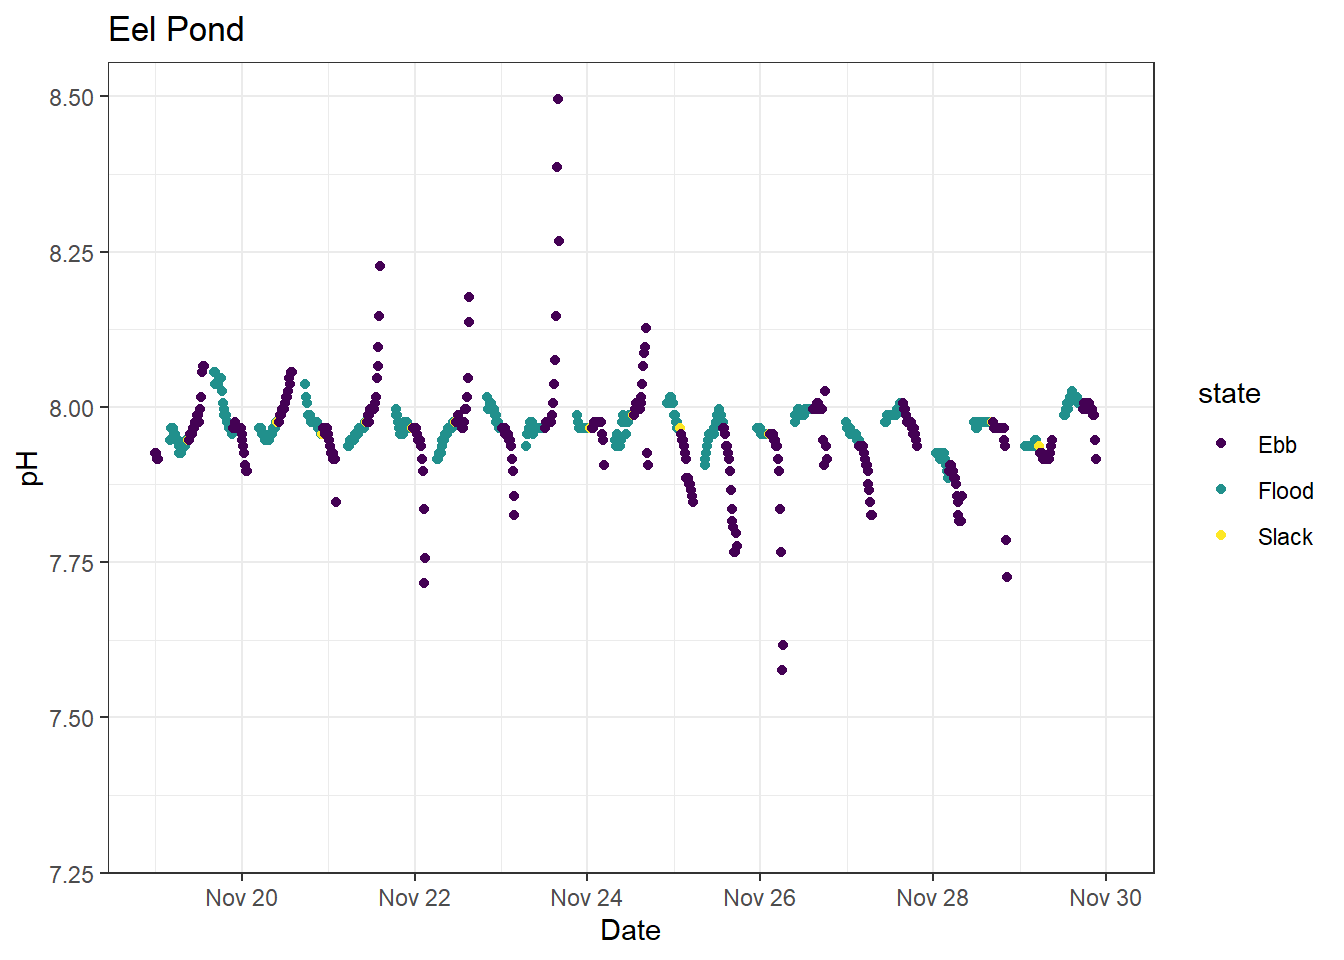 Eel Pond
8.50
8.25
8.00
7.75
7.50
7.25
pH
Nov 20 Nov 22 Nov 24 Nov 26 Nov 28 Nov 30
Date
state
Ebb
Flood
Slack